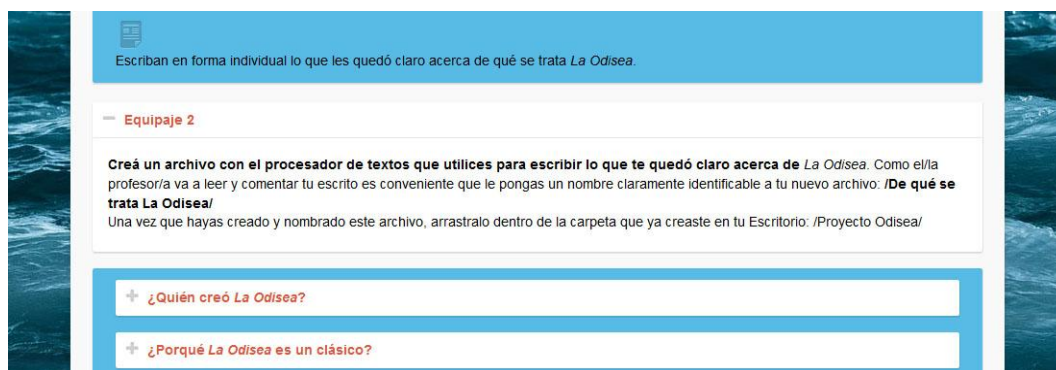 Escriban en forma individual lo que les quedó claro acerca de qué se trata La Odisea.
Equipaje 2
Creá un archivo con el procesador de textos que utilices para escribir lo que te quedó claro acerca de La Odisea. Como el/la
profesor/a va a leer y comentar tu escrito es conveniente que le pongas un nombre claramente identificable a tu nuevo archivo: /De qué se
trata La Odisea/
Una vez que hayas creado y nombrado este archivo, arrastralo dentro de la carpeta que ya creaste en tu Escritorio: /Proyecto Odisea/
¿Quién creó La Odisea?
¿Porqué La Odisea es un clásico?